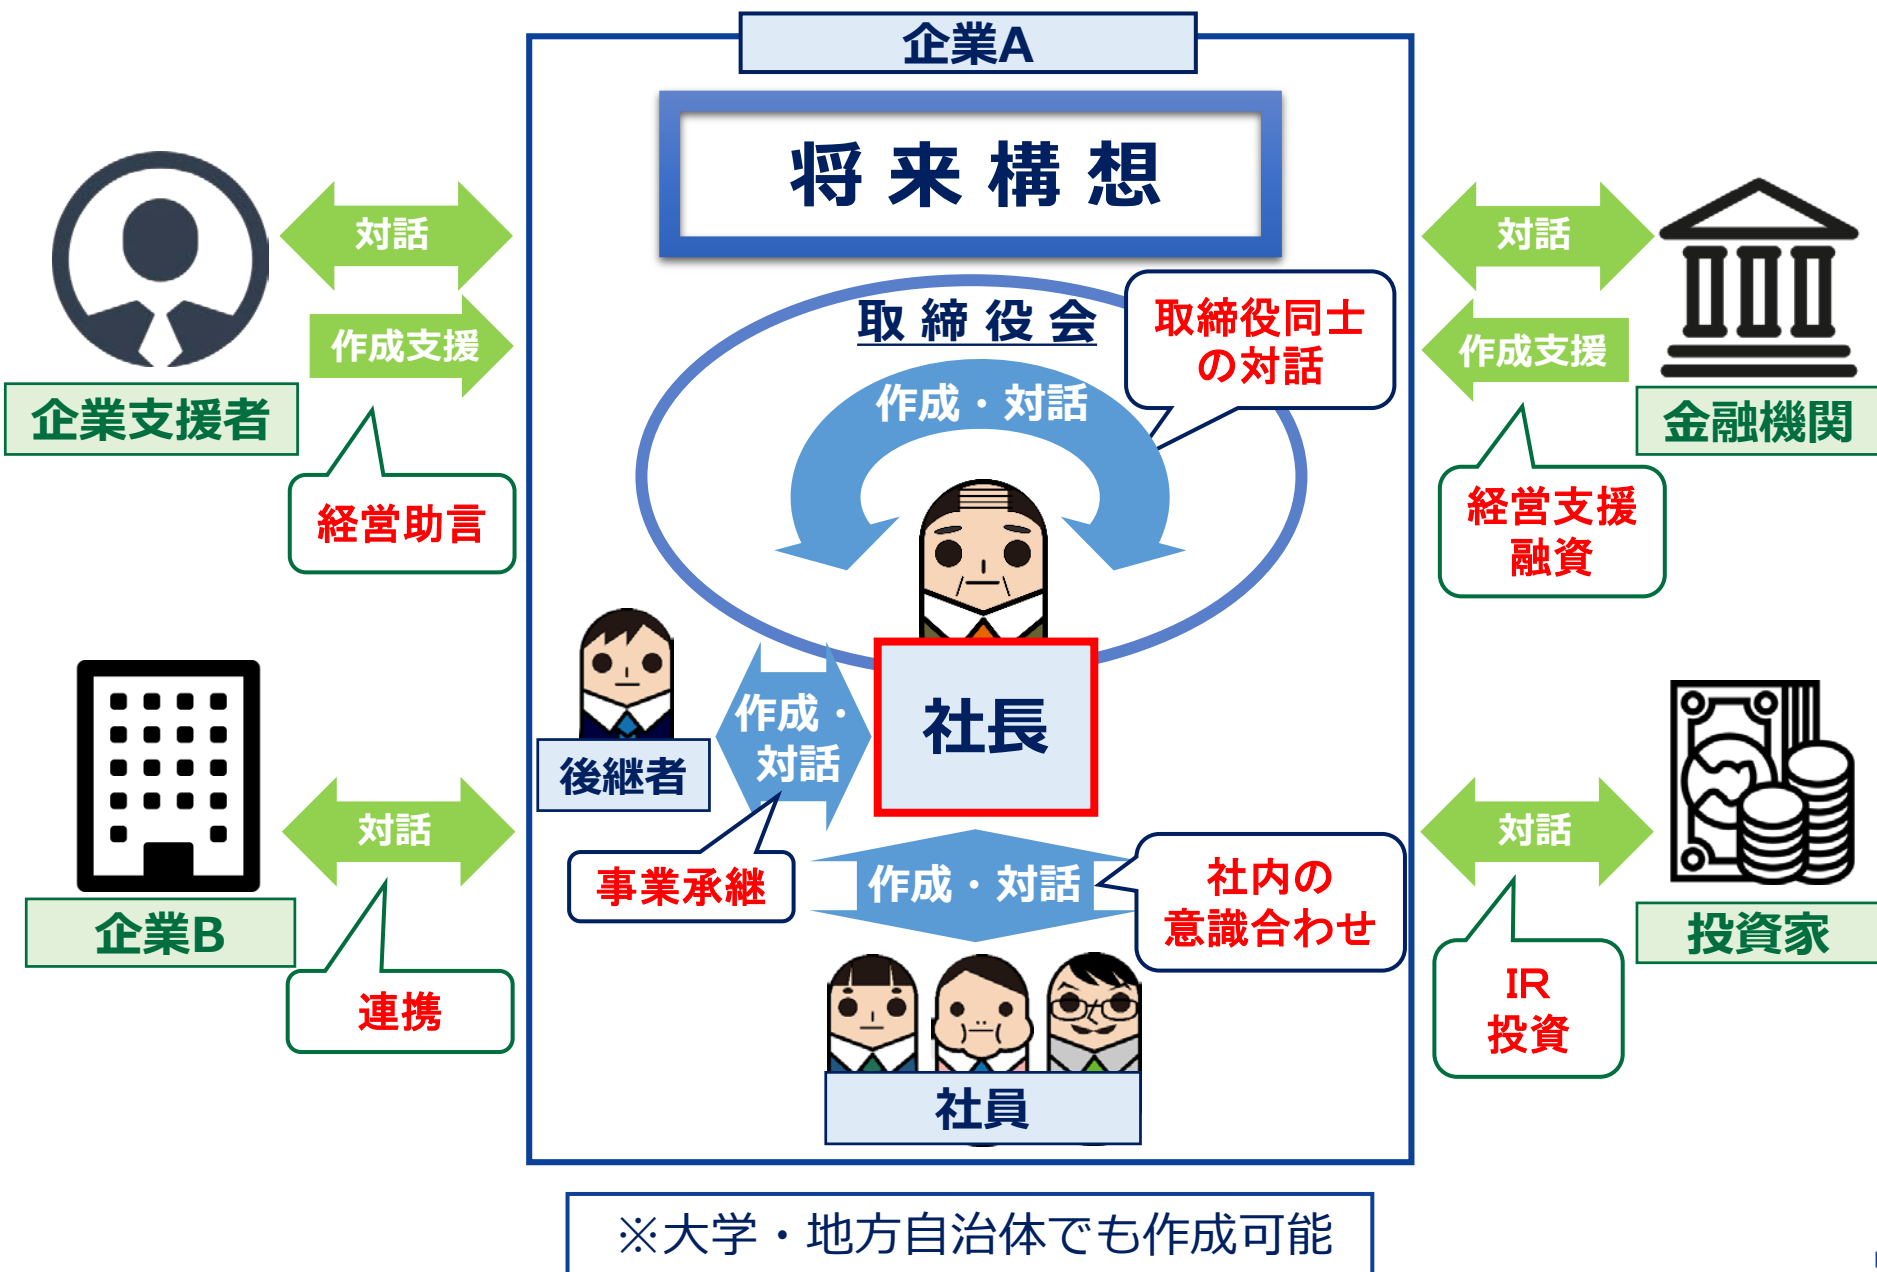 企業A
将来構想
対話
作成支援
企業支援者
経営助言
対話
作成支援
金融機関
経営支援
融資
取締役会
取締役同士
の対話
作成・対話
社長
後継者
作成・
対話
事業承継
作成・対話
社内の
意識合わせ
社員
対話
企業B
連携
対話
投資家
IR
投資
※大学・地方自治体でも作成可能